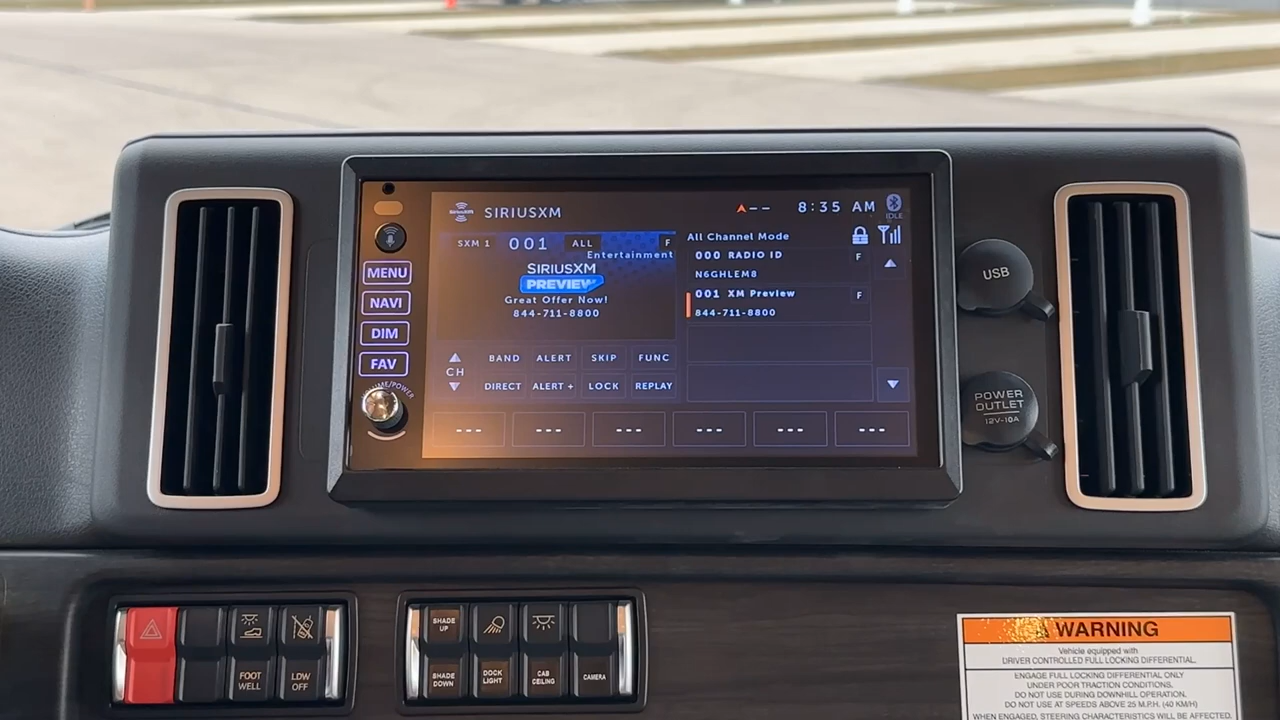 SIRIUSXM
8:35 AM
IDLE
MENU
NAVI
DIM
FAV
VOLUME/POWER
SXM 1 001 ALL F
Entertainment
SIRIUSXM
PREVIEW
Great Offer Now!
844-711-8800
All Channel Mode
000 RADIO ID F
N6GHLEM8
001 XM Preview F
844-711-8800
CH
BAND ALERT SKIP FUNC
DIRECT ALERT + LOCK REPLAY
--- --- --- --- --- ---
USB
POWER
OUTLET
12V-10A
FOOT
WELL
LDW
OFF
SHADE
UP
SHADE
DOWN
DOCK
LIGHT
CAB
CEILING
CAMERA
WARNING
Vehicle equipped with
DRIVER CONTROLLED FULL LOCKING DIFFERENTIAL.
ENGAGE FULL LOCKING DIFFERENTIAL ONLY
UNDER POOR TRACTION CONDITIONS.
DO NOT USE DURING DOWNHILL OPERATION.
DO NOT USE AT SPEEDS ABOVE 25 M.P.H. (40 KM/H)
WHEN ENGAGED, STEERING CHARACTERISTICS WILL BE AFFECTED.